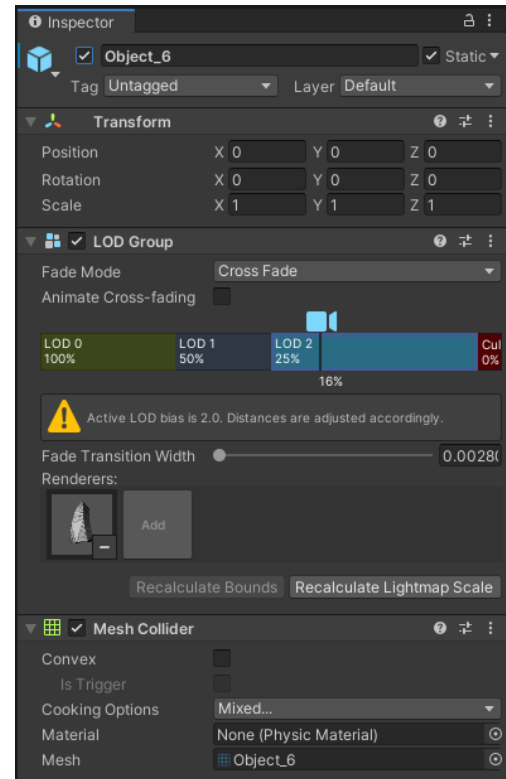 Inspector
Object_6 Static
Tag Untagged Layer Default
Transform
Position X 0 Y 0 Z 0
Rotation X 0 Y 0 Z 0
Scale X 1 Y 1 Z 1
LOD Group
Fade Mode Cross Fade
Animate Cross-fading
LOD 0 LOD 1 LOD 2 Cul
100% 50% 25% 0%
16%
Active LOD bias is 2.0. Distances are adjusted accordingly.
Fade Transition Width 0.00280
Renderers:
Add
Recalculate Bounds Recalculate Lightmap Scale
Mesh Collider
Convex
Is Trigger
Cooking Options Mixed...
Material None (Physic Material)
Mesh Object_6